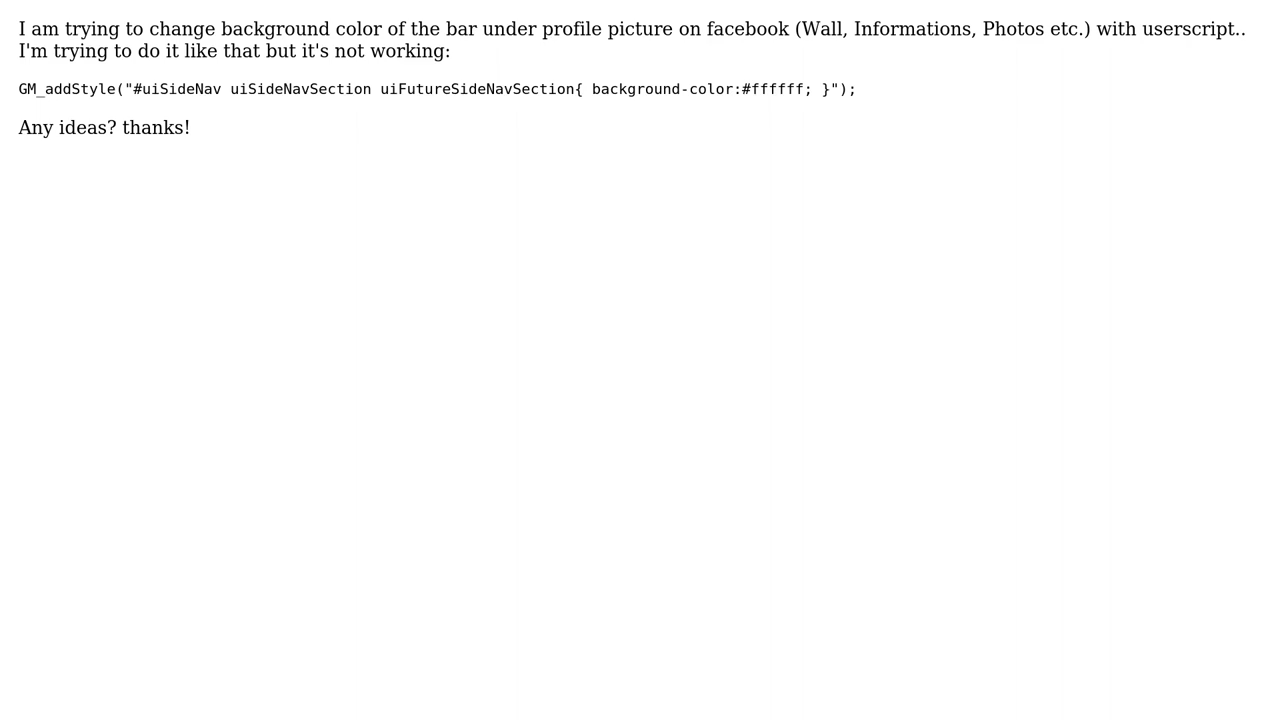 I am trying to change background color of the bar under profile picture on facebook (Wall, Informations, Photos etc.) with userscript..
I'm trying to do it like that but it's not working:
GM_addStyle("#uiSideNav uiSideNavSection uiFutureSideNavSection{ background-color:#ffffff; }");
Any ideas? thanks!